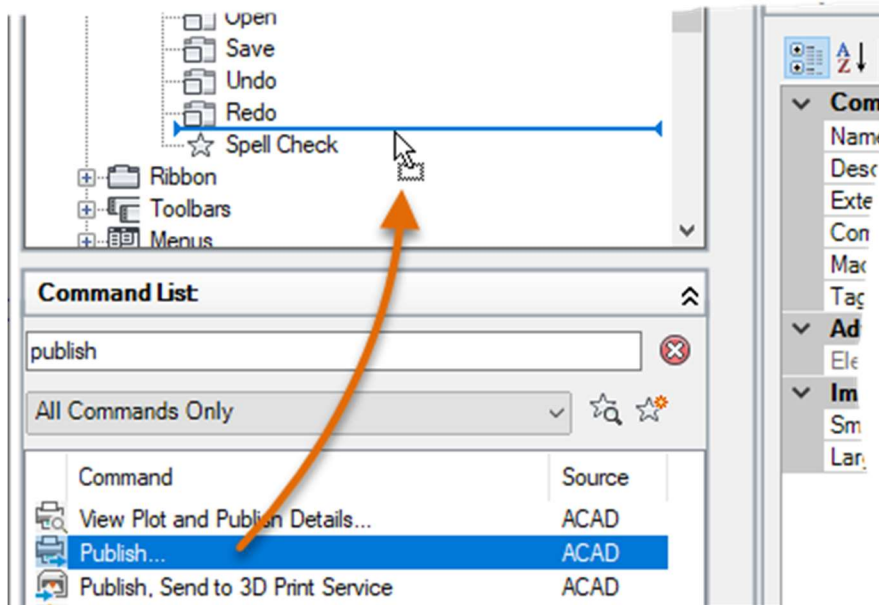 Open
Save
Undo
Redo
Spell Check
Ribbon
Toolbars
Menus
Command List:
publish
All Commands Only
Command Source
View Plot and Publish Details... ACAD
Publish... ACAD
Publish, Send to 3D Print Service ACAD
A
Z
Com
Name
Desc
Exte
Com
Mac
Tag
Ad
Ele
Im
Sm
Larg